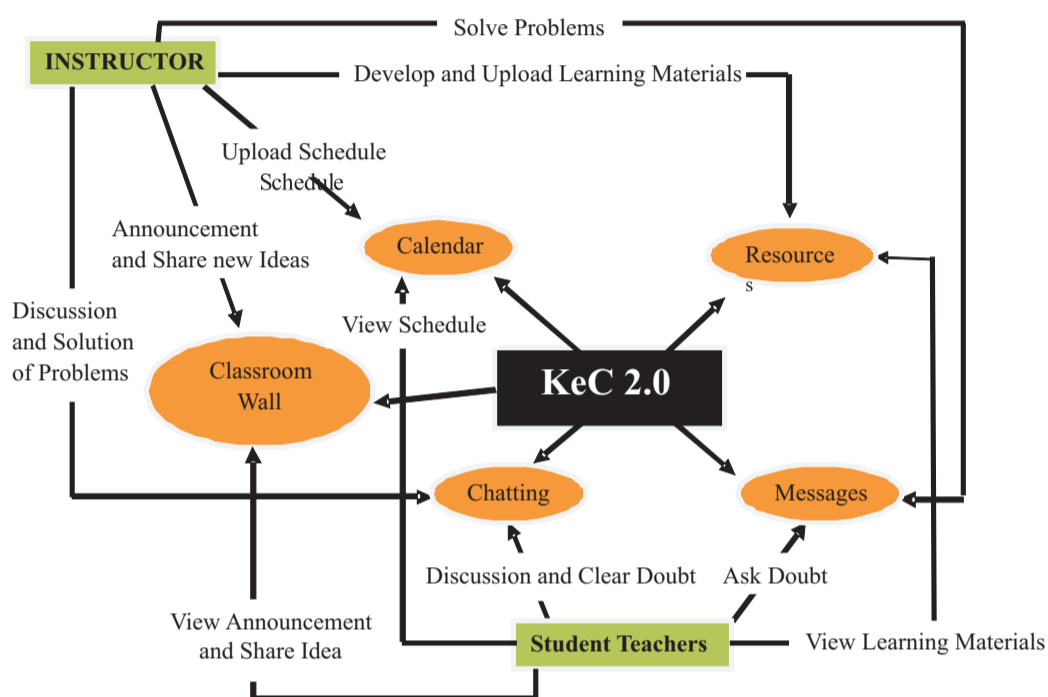 Solve Problems
INSTRUCTOR
Develop and Upload Learning Materials
Upload Schedule
Schedule
Announcement
and Share new Ideas
Calendar
Resource
s
Discussion
and Solution
of Problems
View Schedule
Classroom
Wall
KeC 2.0
Chatting
Messages
Discussion and Clear Doubt
Ask Doubt
View Announcement
and Share Idea
Student Teachers
View Learning Materials